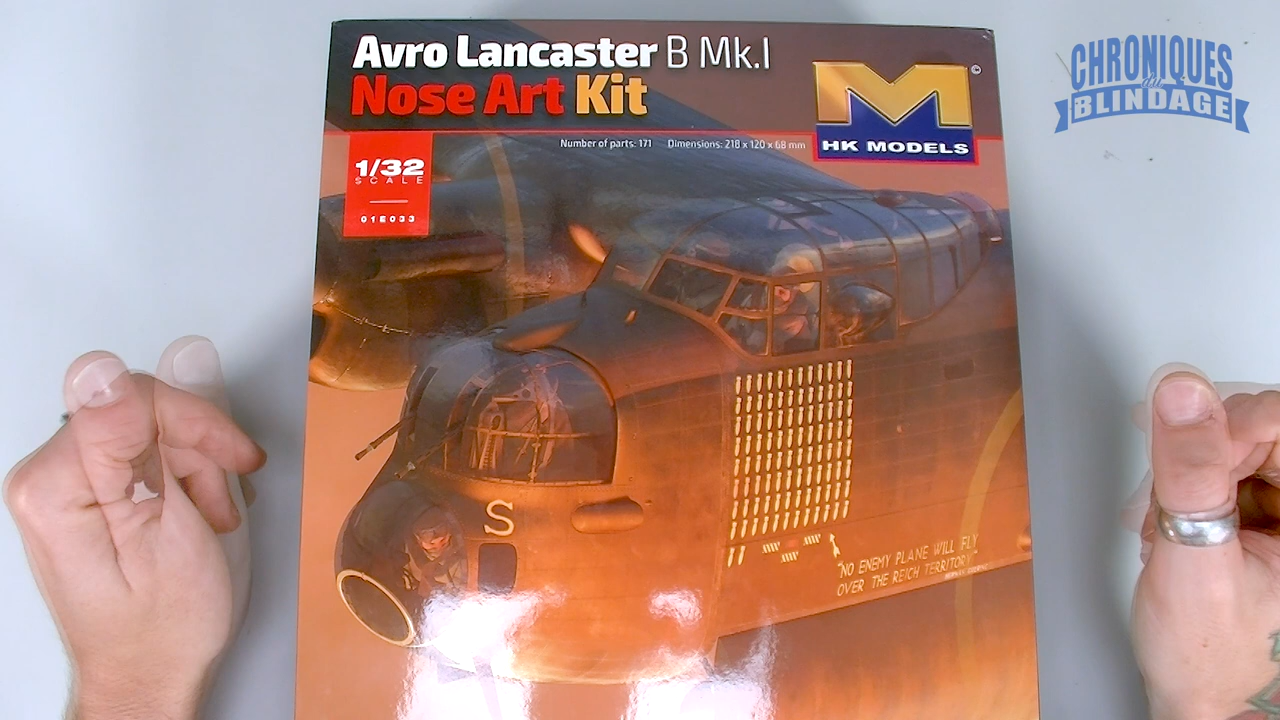 Avro Lancaster B Mk.I
Nose Art Kit
Number of parts: 171 Dimensions: 218 x 120 x 68 mm
1/32
SCALE
01E033
M ©
HK MODELS
CHRONIQUES
du
BLINDAGE
S
"NO ENEMY PLANE WILL FLY
OVER THE REICH TERRITORY"